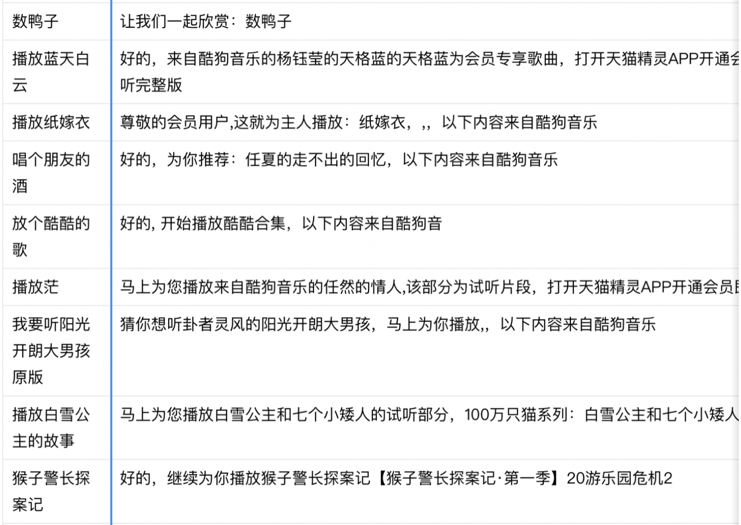 数鸭子
让我们一起欣赏：数鸭子
播放蓝天白
云
好的，来自酷狗音乐的杨钰莹的天格蓝的天格蓝为会员专享歌曲，打开天猫精灵APP开通会
听完整版
播放纸嫁衣
尊敬的会员用户,这就为主人播放：纸嫁衣，,，以下内容来自酷狗音乐
唱个朋友的
酒
好的，为你推荐：任夏的走不出的回忆，以下内容来自酷狗音乐
放个酷酷的
歌
好的, 开始播放酷酷合集，以下内容来自酷狗音
播放茫
马上为您播放来自酷狗音乐的任然的情人,该部分为试听片段，打开天猫精灵APP开通会员
我要听阳光
开朗大男孩
原版
猜你想听卦者灵风的阳光开朗大男孩，马上为你播放,，以下内容来自酷狗音乐
播放白雪公
主的故事
马上为您播放白雪公主和七个小矮人的试听部分，100万只猫系列：白雪公主和七个小矮人
猴子警长探
案记
好的，继续为你播放猴子警长探案记【猴子警长探案记·第一季】20游乐园危机2